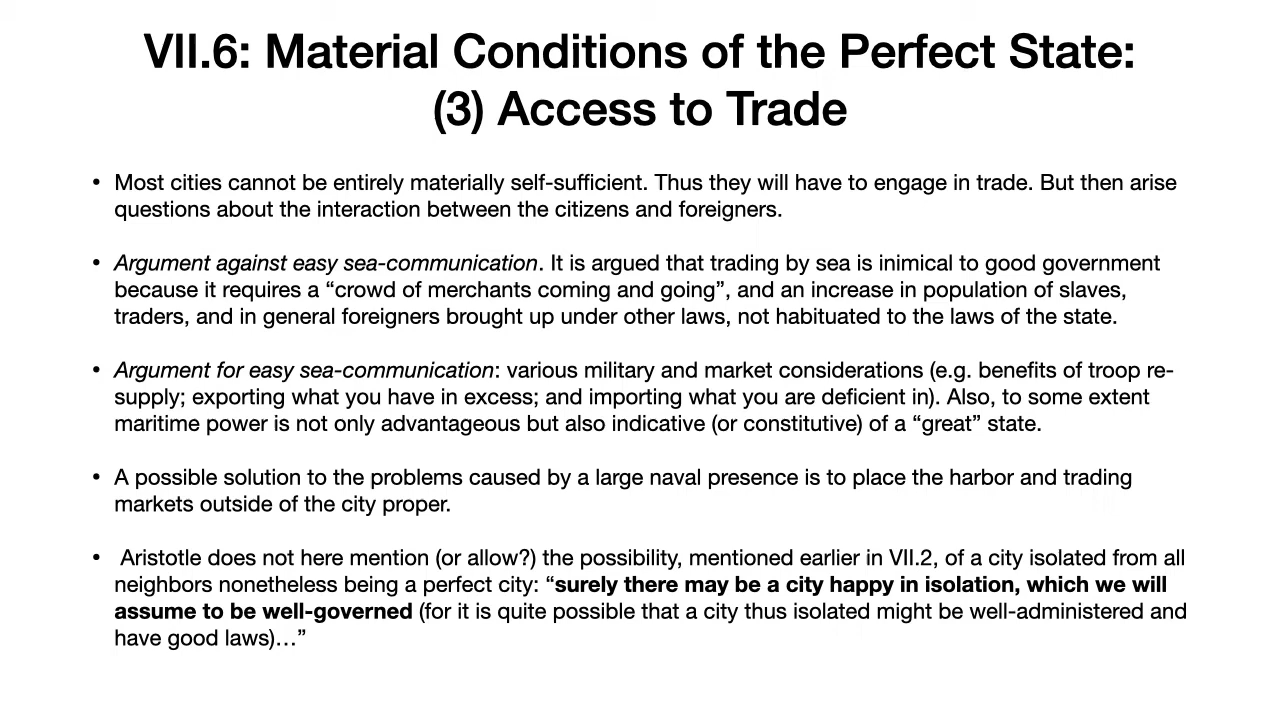 VII.6: Material Conditions of the Perfect State:
(3) Access to Trade
• Most cities cannot be entirely materially self-sufficient. Thus they will have to engage in trade. But then arise
questions about the interaction between the citizens and foreigners.
• Argument against easy sea-communication. It is argued that trading by sea is inimical to good government
because it requires a “crowd of merchants coming and going”, and an increase in population of slaves,
traders, and in general foreigners brought up under other laws, not habituated to the laws of the state.
• Argument for easy sea-communication: various military and market considerations (e.g. benefits of troop re-
supply; exporting what you have in excess; and importing what you are deficient in). Also, to some extent
maritime power is not only advantageous but also indicative (or constitutive) of a “great” state.
• A possible solution to the problems caused by a large naval presence is to place the harbor and trading
markets outside of the city proper.
• Aristotle does not here mention (or allow?) the possibility, mentioned earlier in VII.2, of a city isolated from all
neighbors nonetheless being a perfect city: “surely there may be a city happy in isolation, which we will
assume to be well-governed (for it is quite possible that a city thus isolated might be well-administered and
have good laws)…”